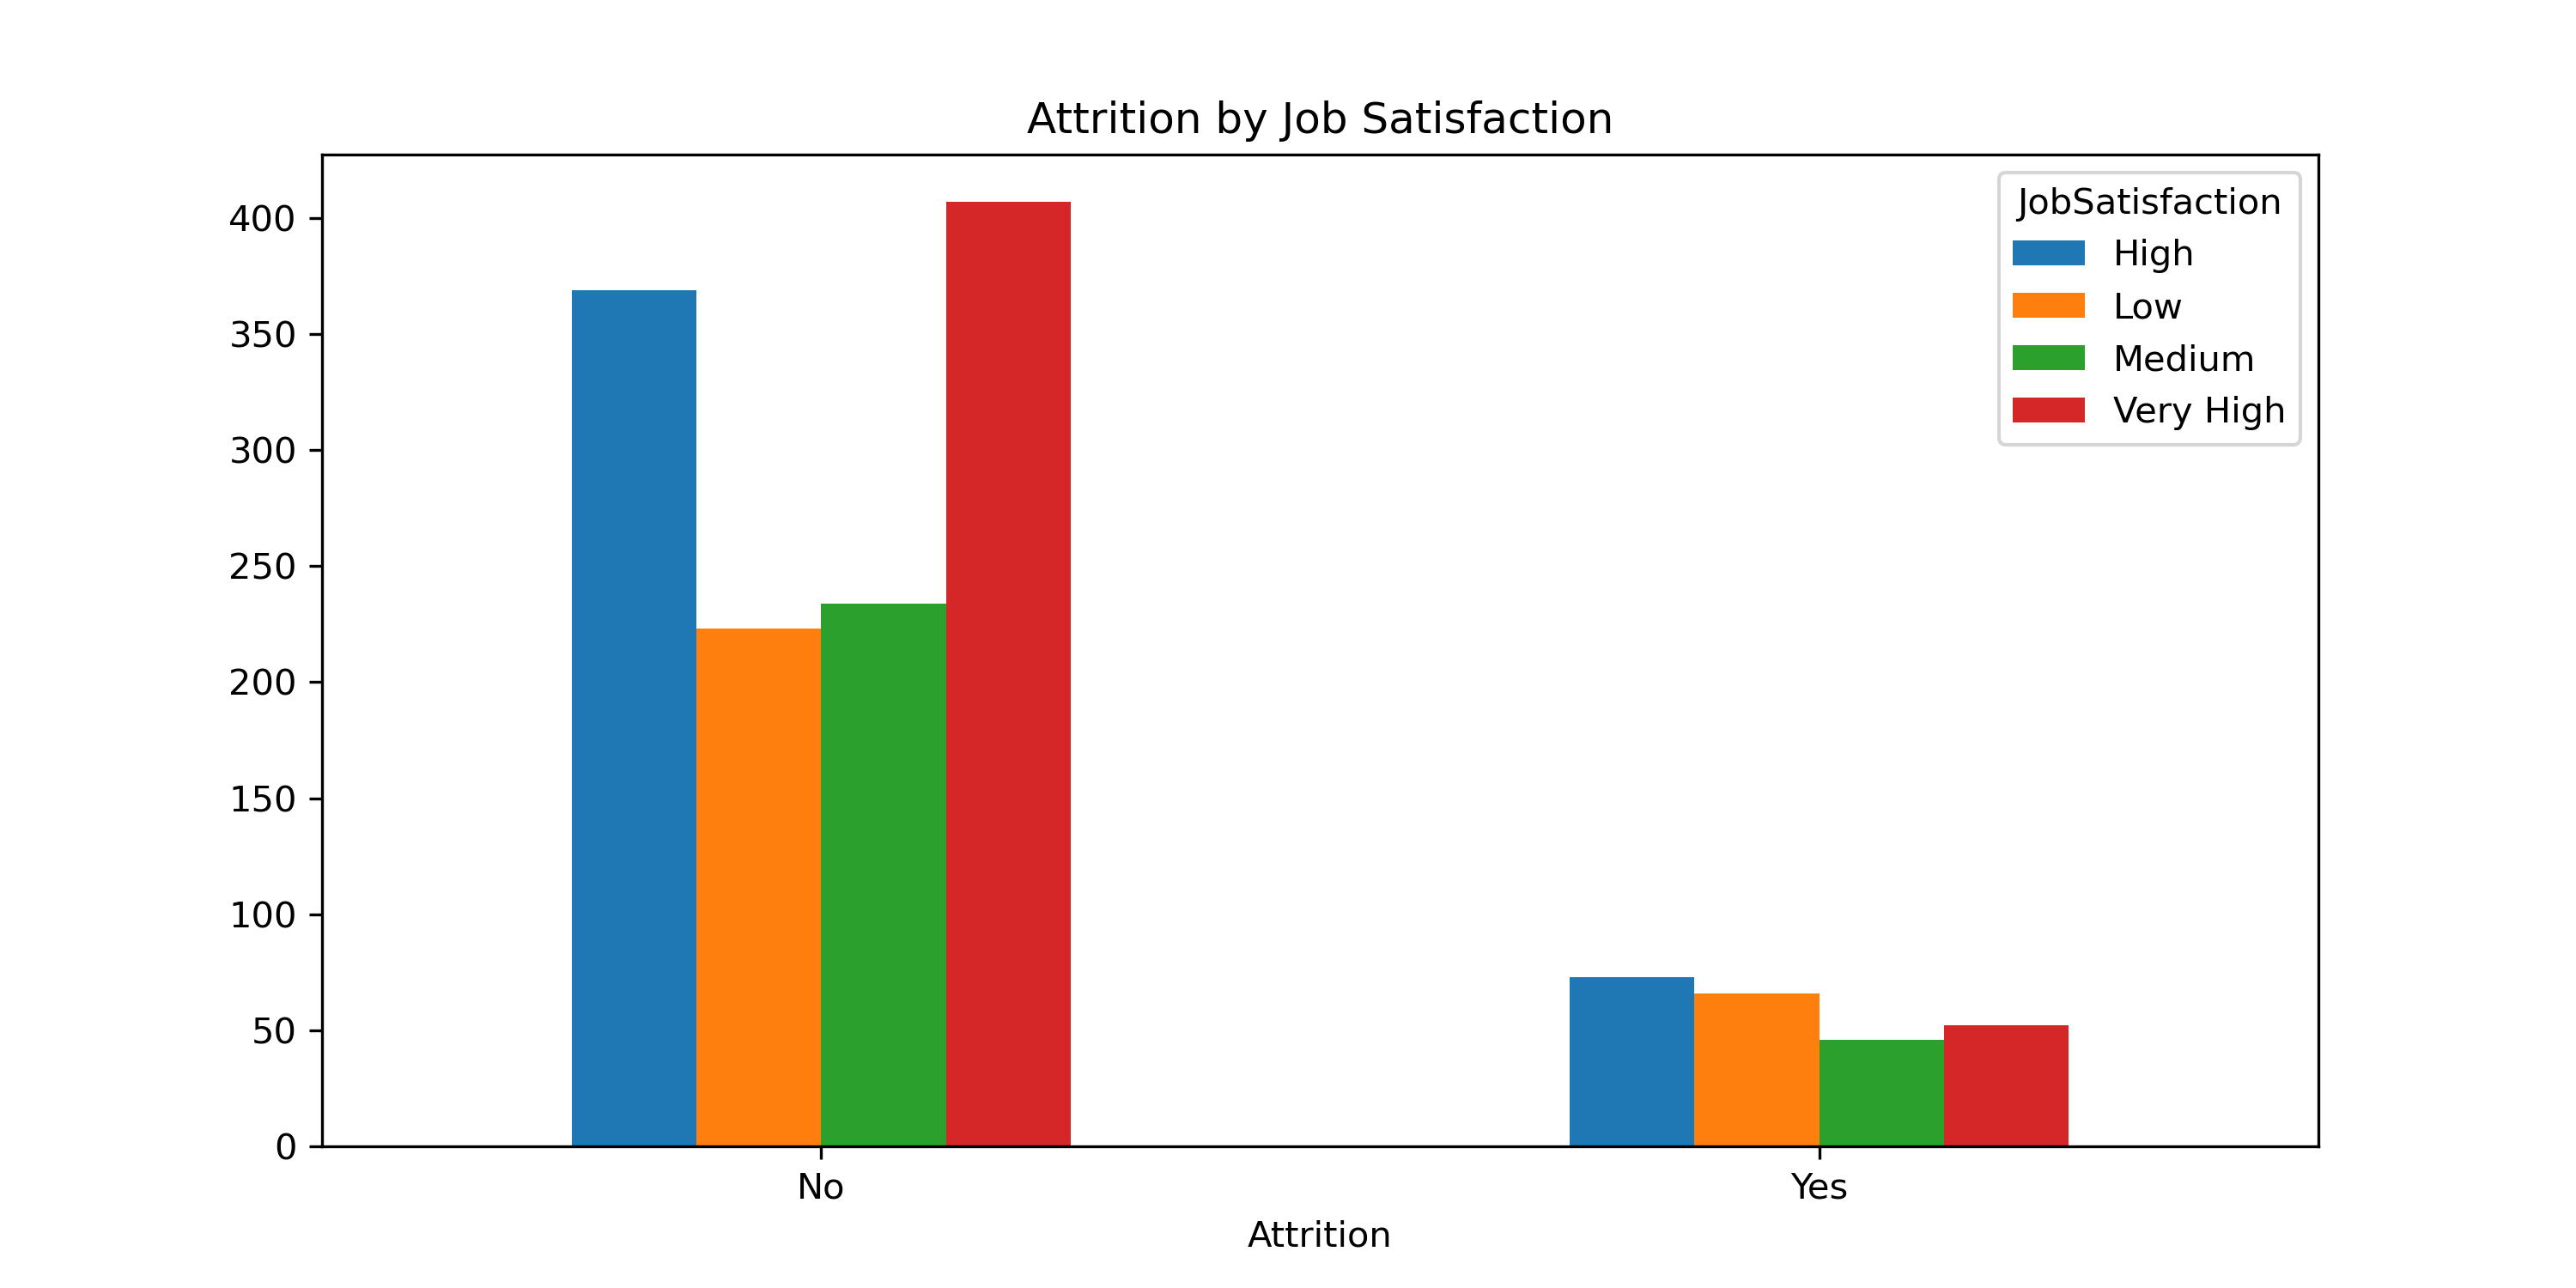 Attrition by Job Satisfaction
JobSatisfaction
High
Low
Medium
Very High
400
350
300
250
200
150
100
50
0
No
Yes
Attrition